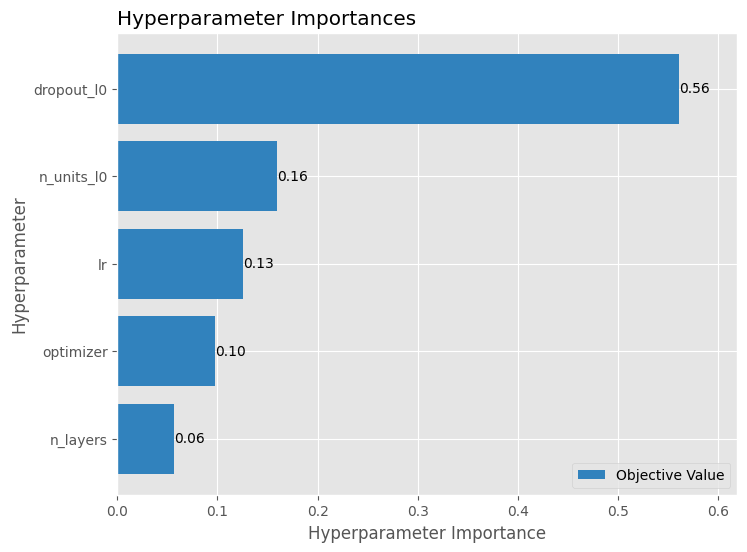 Hyperparameter Importances
Hyperparameter
dropout_l0
0.56
n_units_l0
0.16
lr
0.13
optimizer
0.10
n_layers
0.06
Objective Value
0.0 0.1 0.2 0.3 0.4 0.5 0.6
Hyperparameter Importance